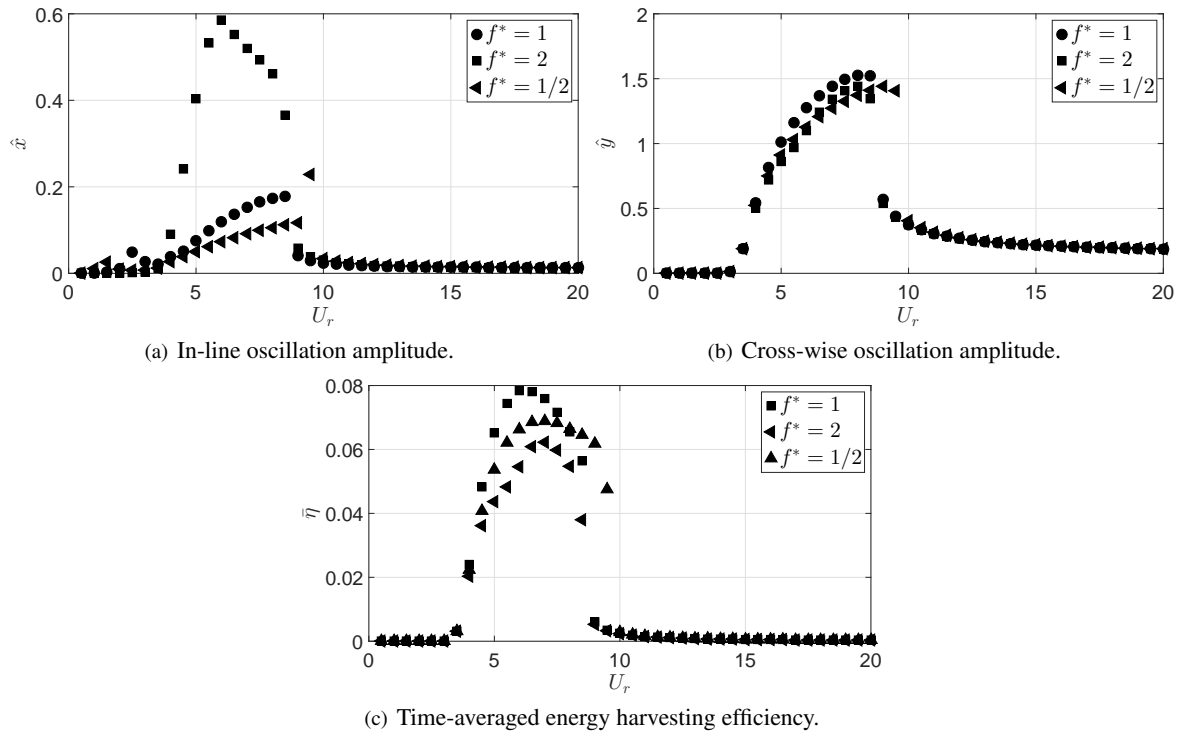 0.6
0.4
0.2
0
x̂
0 5 10 15 20
U_r
f* = 1
f* = 2
f* = 1/2
(a) In-line oscillation amplitude.
2
1.5
1
0.5
0
ŷ
0 5 10 15 20
U_r
f* = 1
f* = 2
f* = 1/2
(b) Cross-wise oscillation amplitude.
0.08
0.06
0.04
0.02
0
η̄
0 5 10 15 20
U_r
f* = 1
f* = 2
f* = 1/2
(c) Time-averaged energy harvesting efficiency.